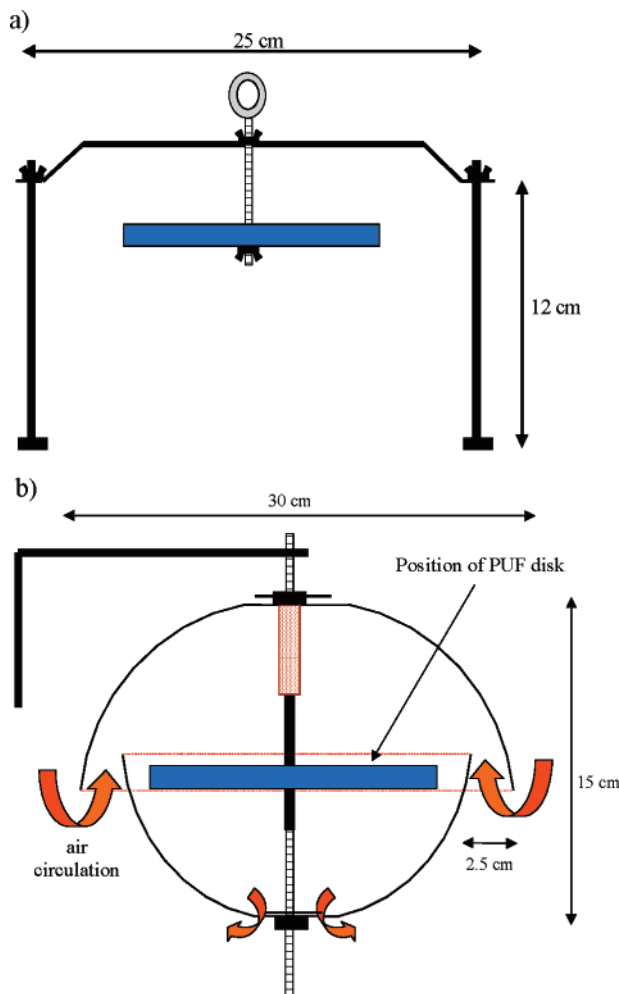 a)
25 cm
12 cm
b)
30 cm
Position of PUF disk
15 cm
air
circulation
2.5 cm